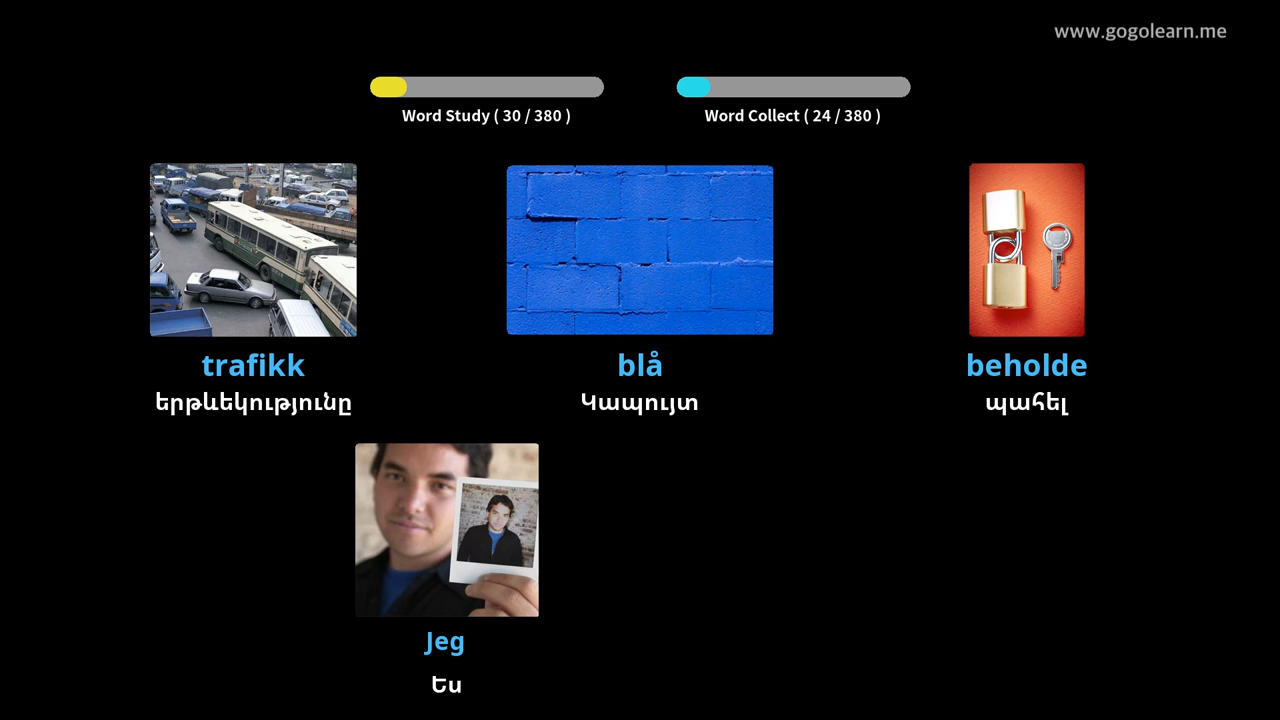 www.gogolearn.me
Word Study ( 30 / 380 )
Word Collect ( 24 / 380 )
trafikk
երթևեկությունը
blå
Կապույտ
beholde
պահել
Jeg
Ես